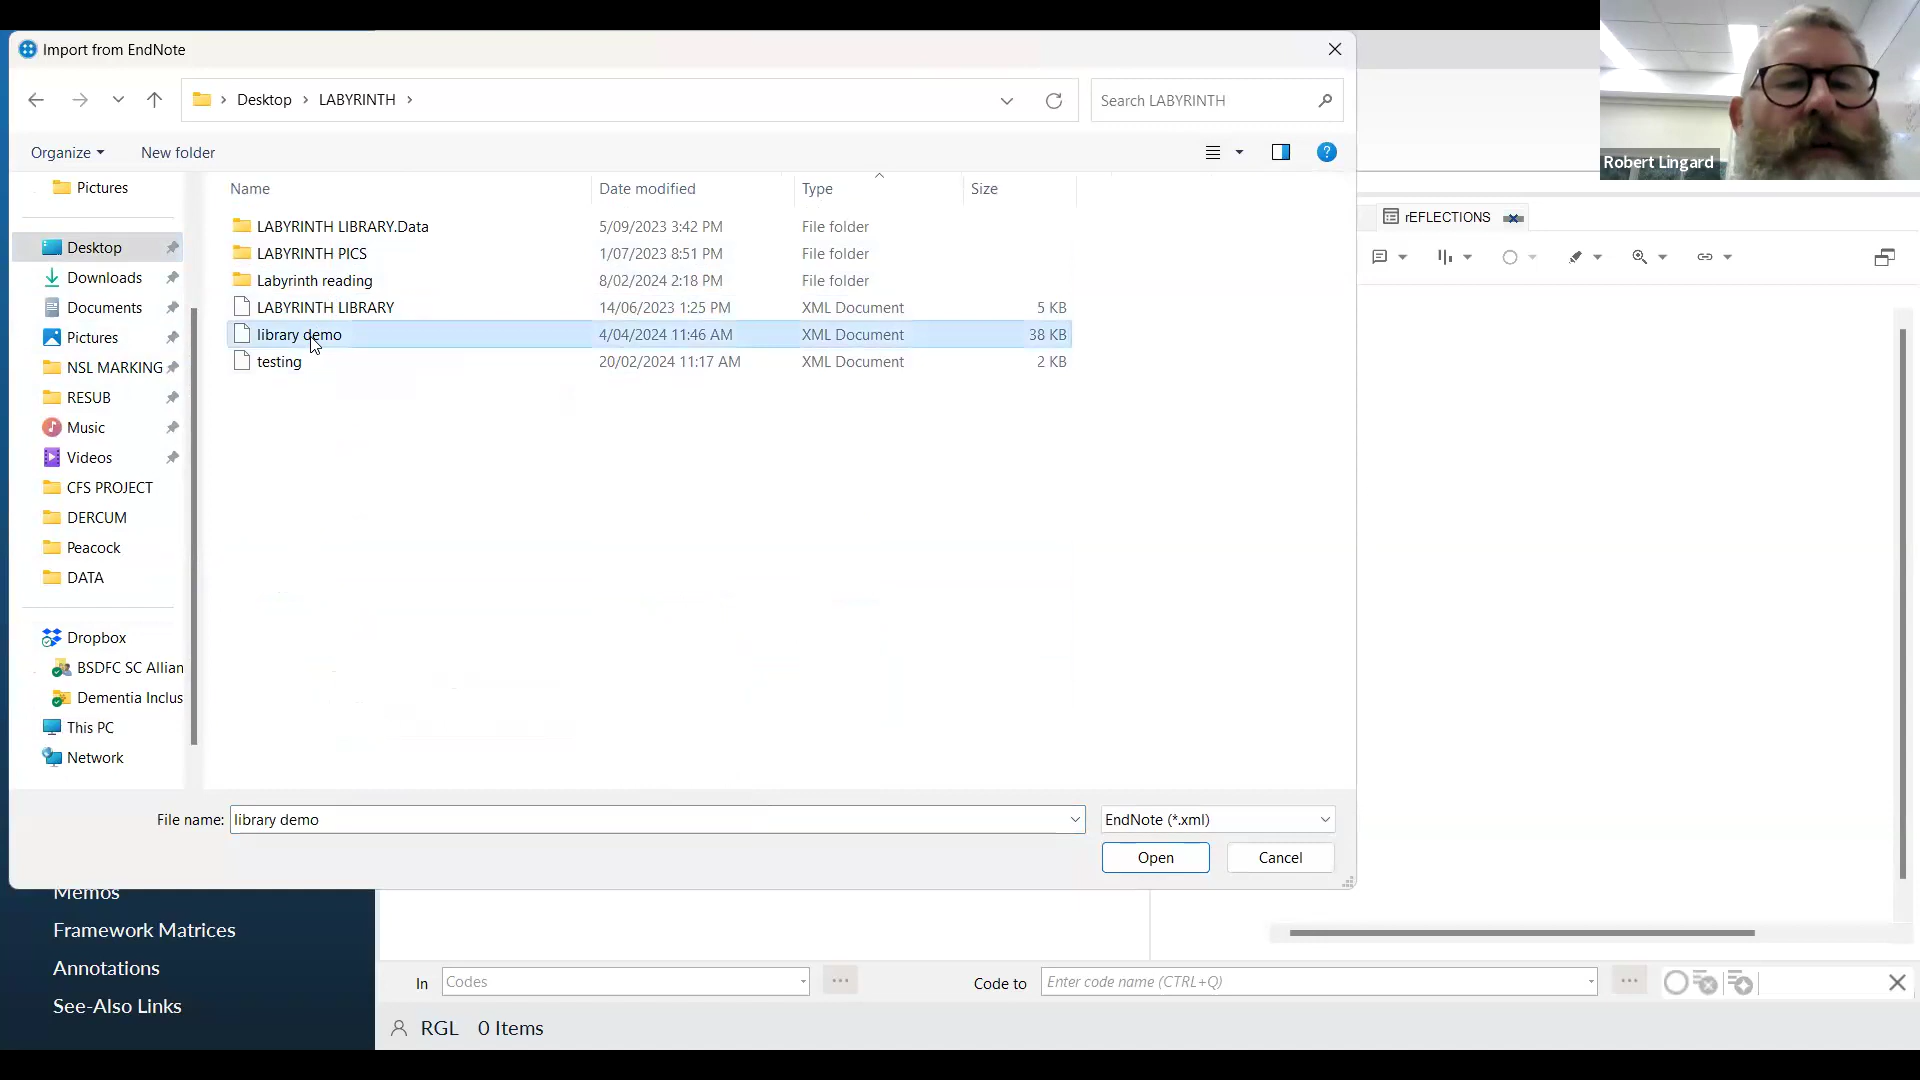 Import from EndNote
Desktop
LABYRINTH
Search LABYRINTH
Organize
New folder
Robert Lingard
Pictures
Desktop
Downloads
Documents
Pictures
NSL MARKING
RESUB
Music
Videos
CFS PROJECT
DERCUM
Peacock
DATA
Dropbox
BSDFC SC Allian
Dementia Inclus
This PC
Network
Name Date modified Type Size
LABYRINTH LIBRARY.Data 5/09/2023 3:42 PM File folder
LABYRINTH PICS 1/07/2023 8:51 PM File folder
Labyrinth reading 8/02/2024 2:18 PM File folder
LABYRINTH LIBRARY 14/06/2023 1:25 PM XML Document 5 KB
library demo 4/04/2024 11:46 AM XML Document 38 KB
testing 20/02/2024 11:17 AM XML Document 2 KB
rEFLECTIONS
File name: library demo
EndNote (*.xml)
Open
Cancel
Memos
Framework Matrices
Annotations
See-Also Links
In Codes
Code to Enter code name (CTRL+Q)
RGL 0 Items